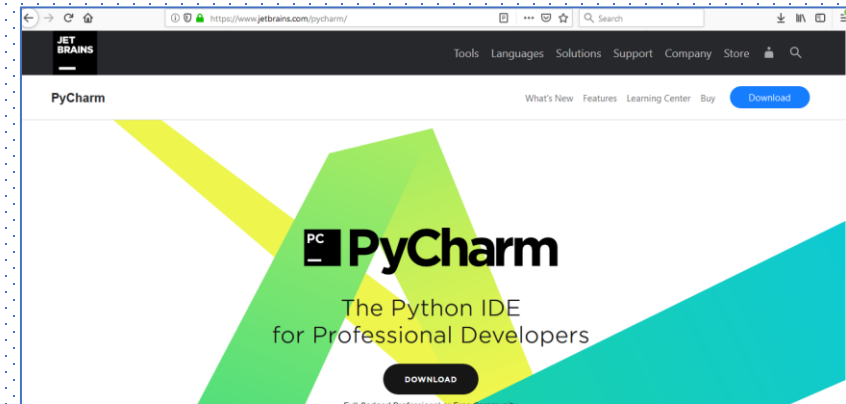 https://www.jetbrains.com/pycharm/
Search
JET
BRAINS
Tools Languages Solutions Support Company Store
PyCharm
What's New Features Learning Center Buy Download
PC
PyCharm
The Python IDE
for Professional Developers
DOWNLOAD